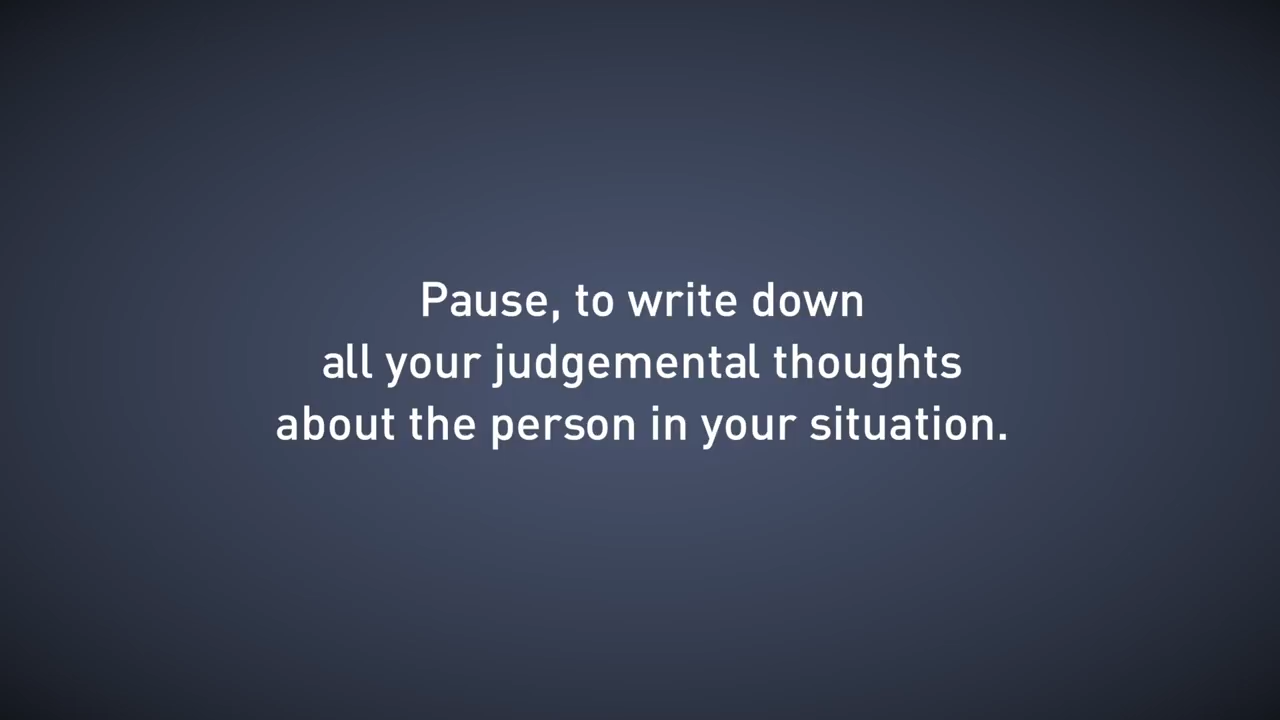 Pause, to write down
all your judgemental thoughts
about the person in your situation.